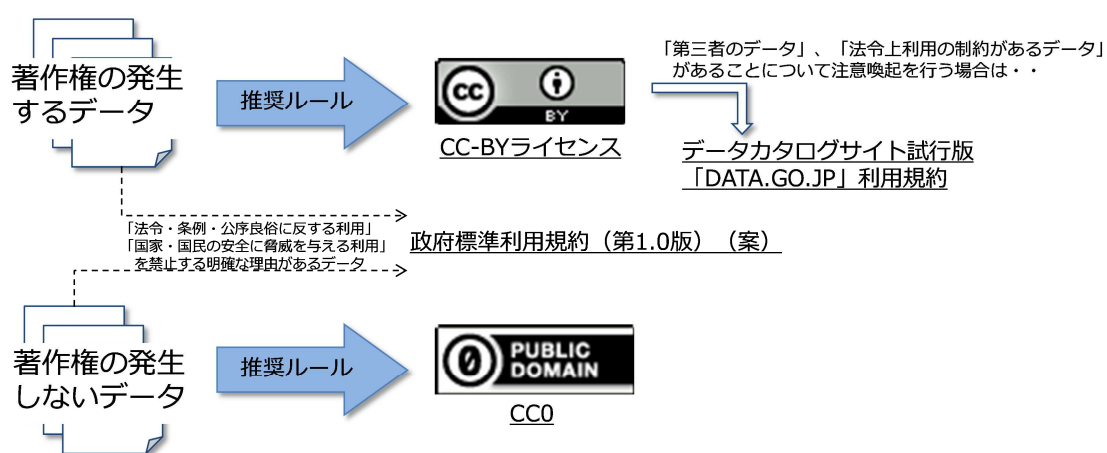 著作権の発生
するデータ
推奨ルール
cc
BY
CC-BYライセンス
「第三者のデータ」、「法令上利用の制約があるデータ」
があることについて注意喚起を行う場合は・・
データカタログサイト試行版
「DATA.GO.JP」利用規約
「法令・条例・公序良俗に反する利用」
「国家・国民の安全に脅威を与える利用」
を禁止する明確な理由があるデータ
政府標準利用規約（第1.0版）（案）
著作権の発生
しないデータ
推奨ルール
0
PUBLIC
DOMAIN
CC0